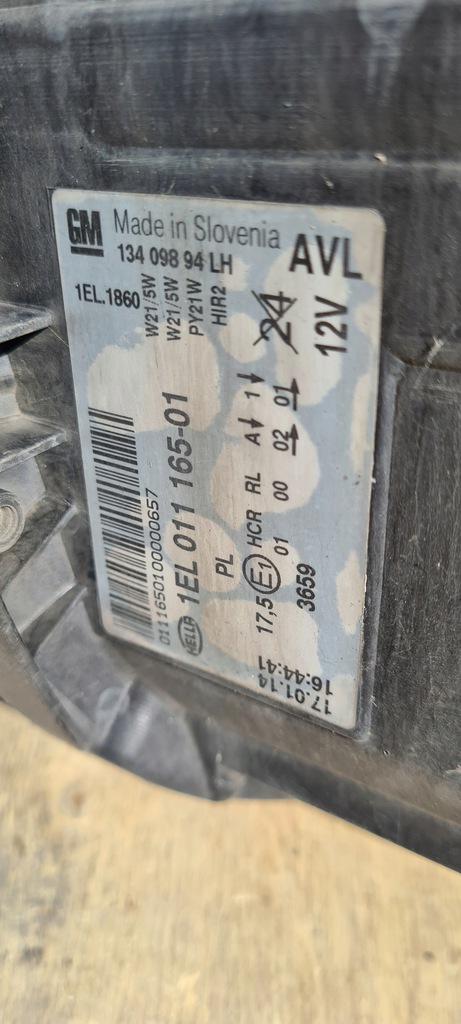 GM Made in Slovenia
134 098 94 LH
AVL
1EL.1860
W21/5W
W21/5W
PY21W
HIR2
24
12V
0111650100000657
HELLA 1EL 011 165-01
PL
17,5 E1 HCR RL A 1
01 00 02 01
3659
17.01.14
16:44:41